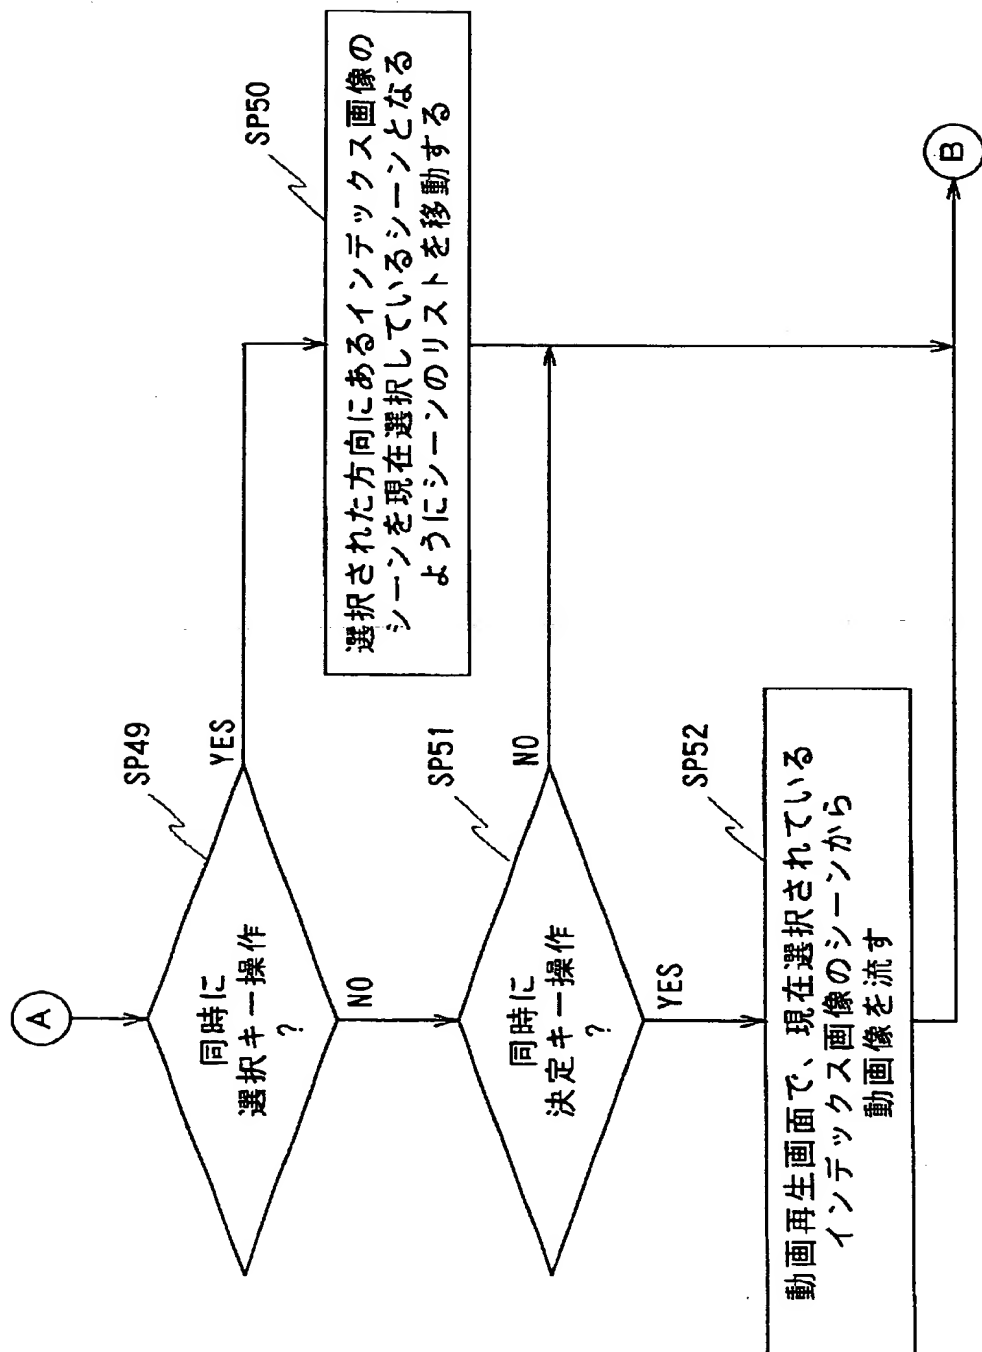 A
同時に
選択キー操作
?
SP49
YES
NO
選択された方向にあるインデックス画像の
シーンを現在選択しているシーンとなる
ようにシーンのリストを移動する
SP50
同時に
決定キー操作
?
SP51
NO
YES
動画再生画面で、現在選択されている
インデックス画像のシーンから
動画像を流す
SP52
B